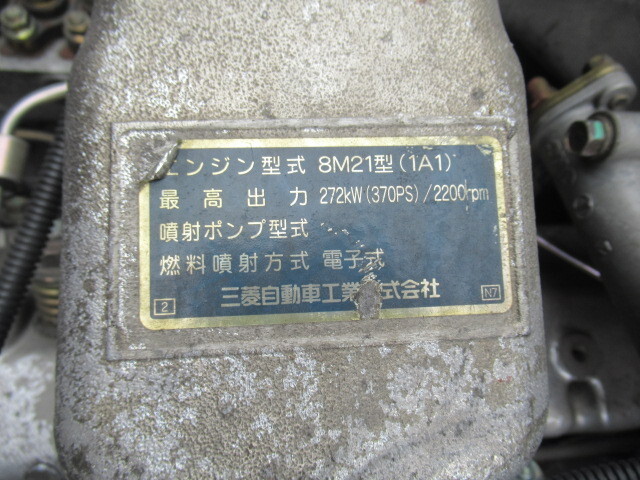 エンジン型式 8M21型(1A1)
最高出力 272kW(370PS)/2200rpm
噴射ポンプ型式
燃料噴射方式 電子式
2 三菱自動車工業株式会社 N7